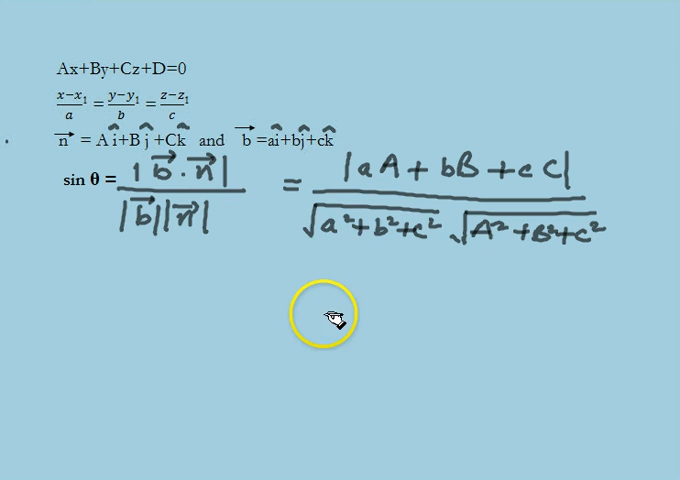 Ax+By+Cz+D=0
x−x₁/a = y−y₁/b = z−z₁/c
n⃗ = A î+B ĵ +Ck̂ and b⃗ =aî+bĵ+ck̂
sin θ = |b⃗ · n⃗| / |b⃗||n⃗| = |aA + bB + cC| / √(a²+b²+c²) √(A²+B²+c²)